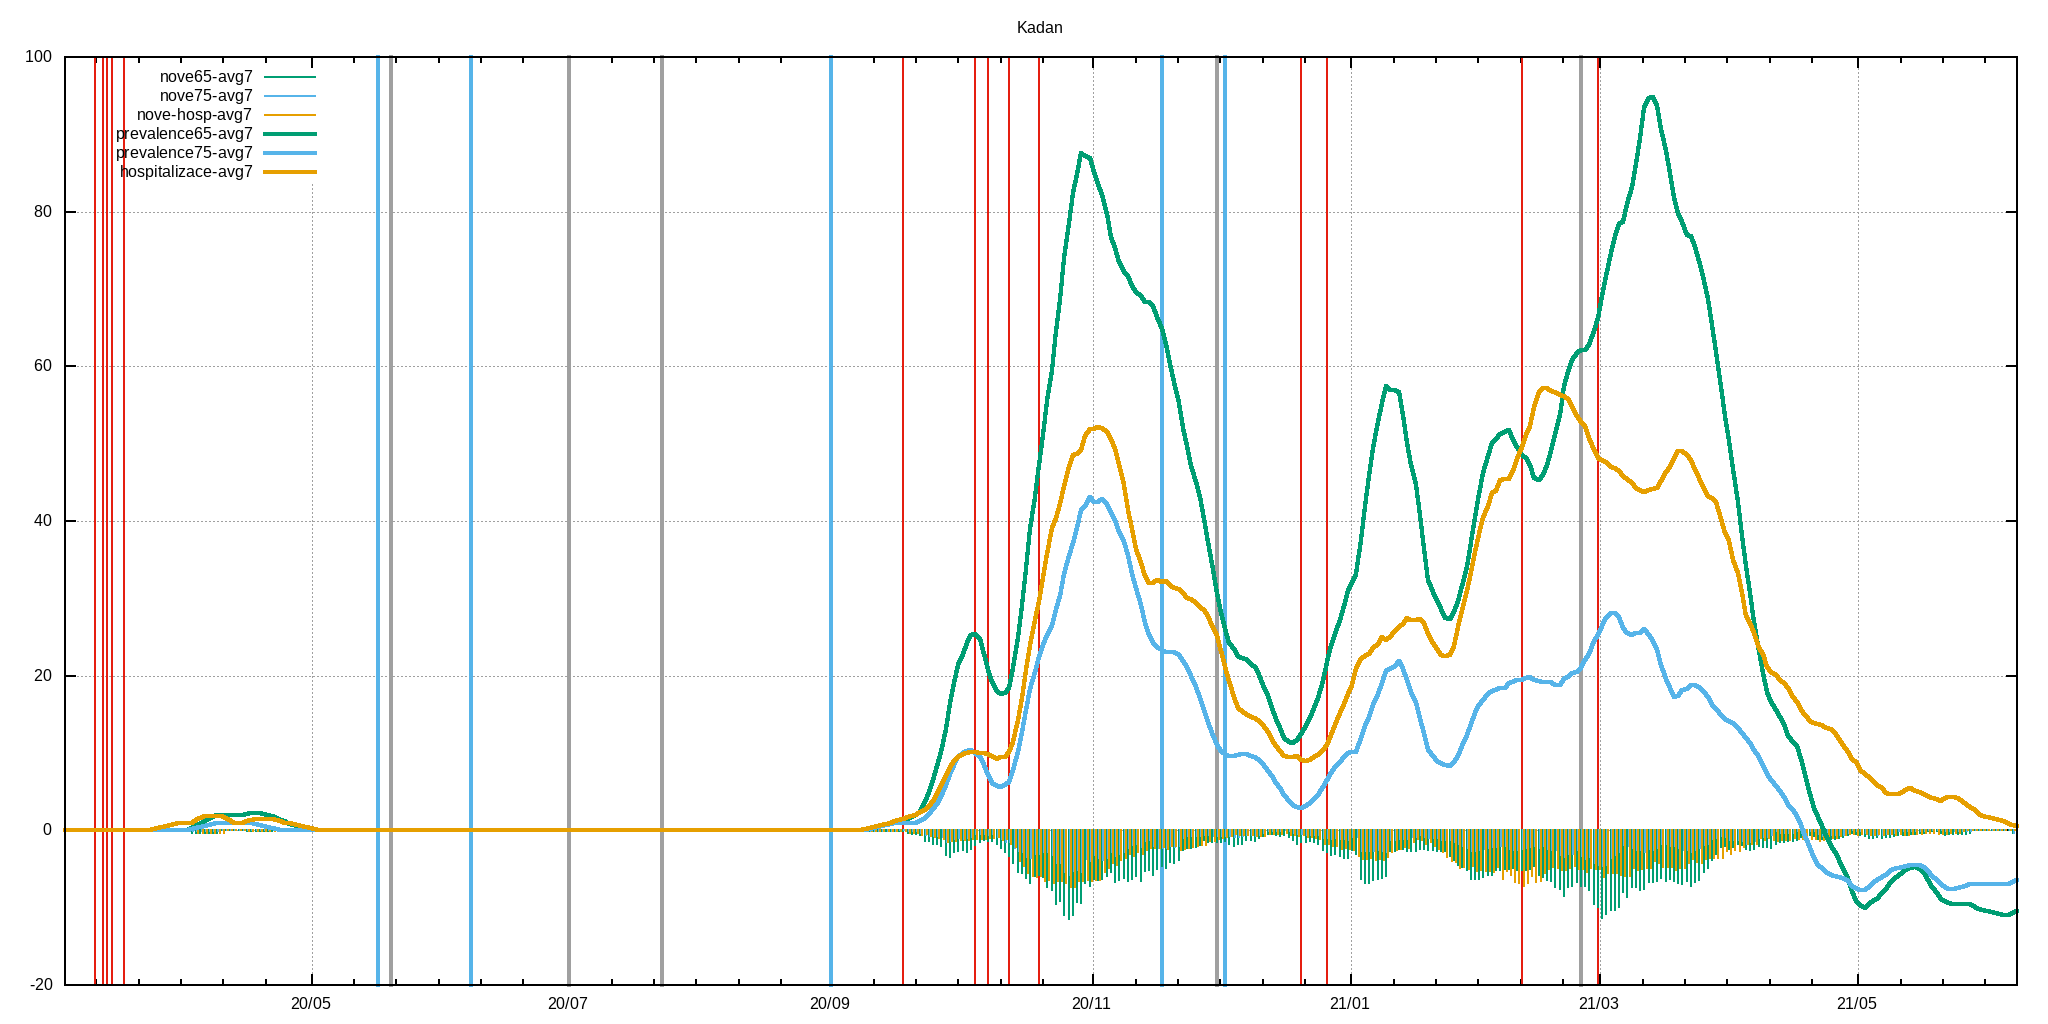 Kadan
100
80
60
40
20
0
-20
nove65-avg7
nove75-avg7
nove-hosp-avg7
prevalence65-avg7
prevalence75-avg7
hospitalizace-avg7
20/05 20/07 20/09 20/11 21/01 21/03 21/05